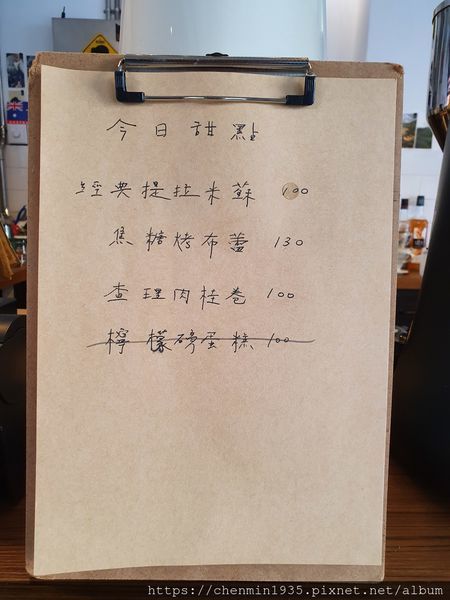 今日甜點
經典提拉米蘇 100
焦糖烤布蕾 130
查理肉桂卷 100
檸檬磅蛋糕 100
https://chenmin1935.pixnet.net/album